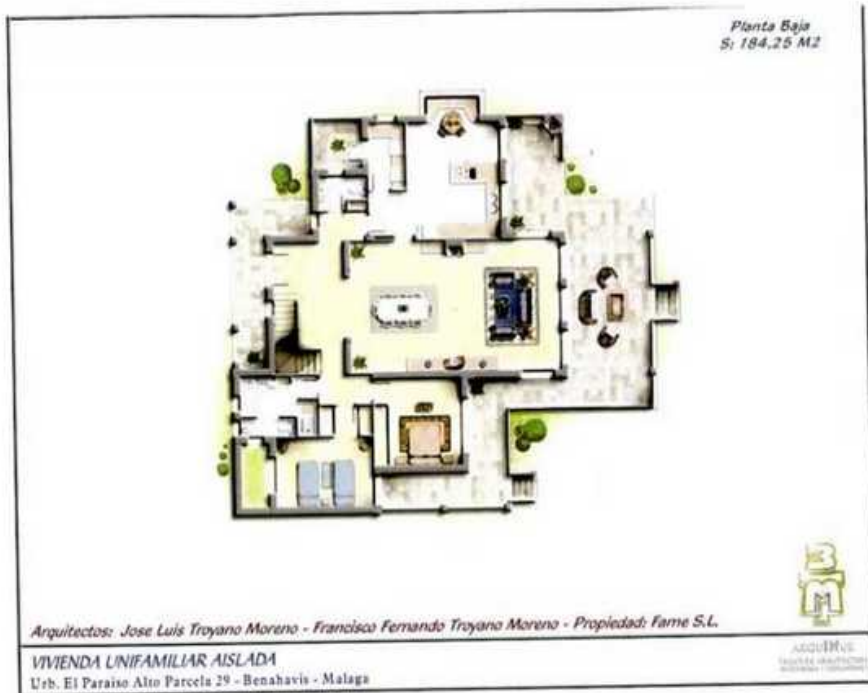 Planta Baja
S: 184,25 M2
3
M
Arquitectos: Jose Luis Troyano Moreno - Francisco Fernando Troyano Moreno - Propiedad: Fame S.L.
VIVIENDA UNIFAMILIAR AISLADA
Urb. El Paraiso Alto Parcela 29 - Benahavis - Malaga